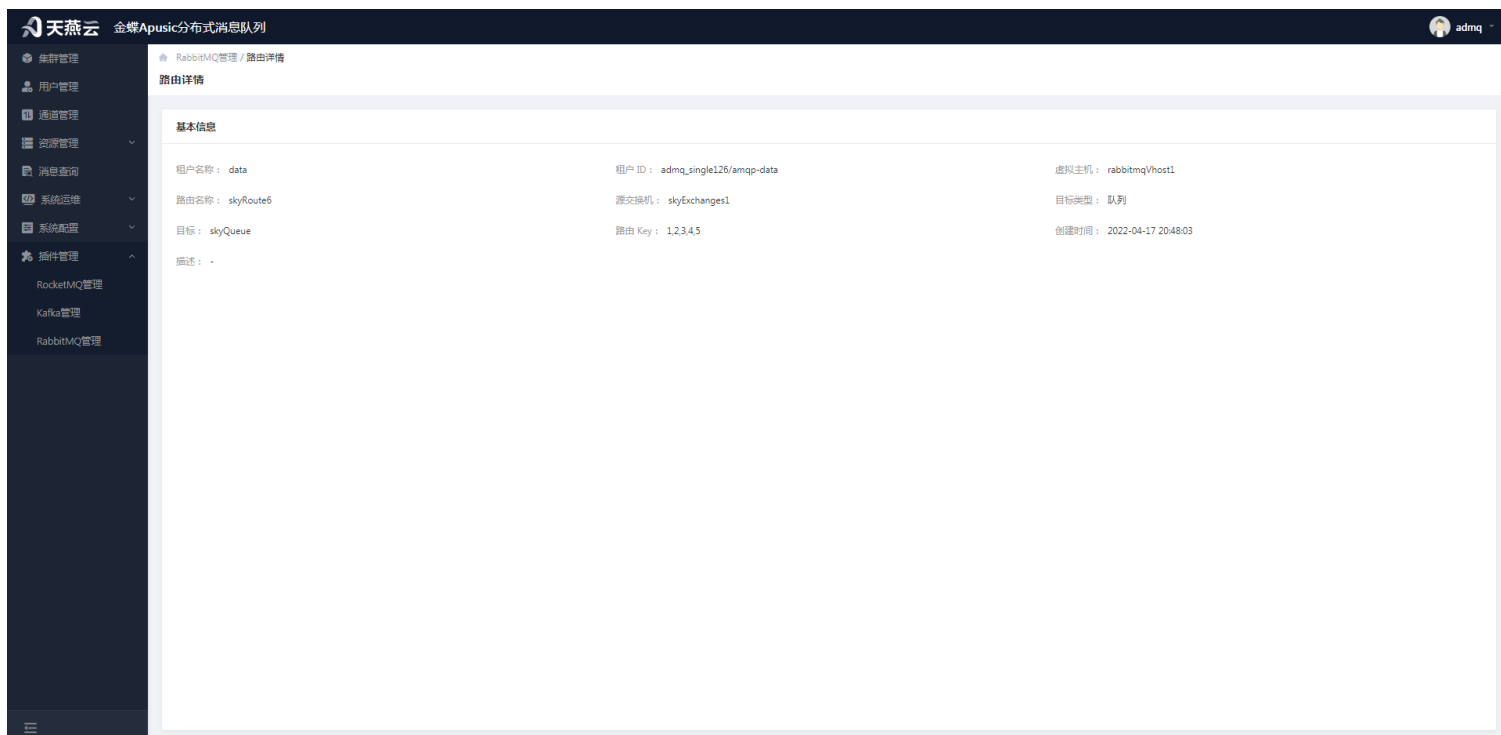 天燕云 金蝶Apusic分布式消息队列
admq
集群管理
用户管理
通道管理
资源管理
消息查询
系统运维
系统配置
插件管理
RocketMQ管理
Kafka管理
RabbitMQ管理
RabbitMQ管理 / 路由详情
路由详情
基本信息
租户名称： data 租户 ID： admq_single126/amqp-data 虚拟主机： rabbitmqVhost1
路由名称： skyRoute6 源交换机： skyExchanges1 目标类型： 队列
目标： skyQueue 路由 Key： 1,2,3,4,5 创建时间： 2022-04-17 20:48:03
描述： -